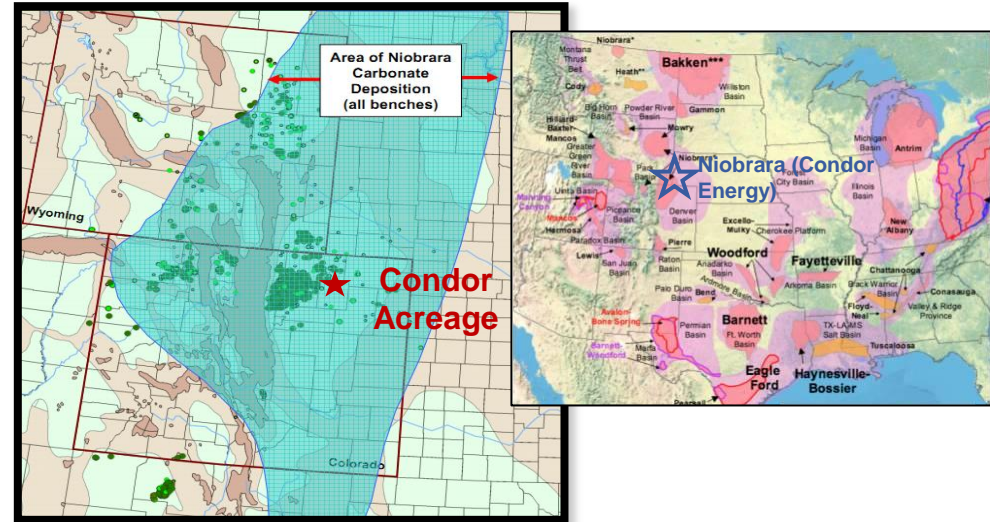 Area of Niobrara
Carbonate
Deposition
(all benches)
Wyoming
Condor
Acreage
Colorado
Niobrara*
Montana
Thrust
Belt
Bakken***
Heath**
Cody
Williston
Basin
Big Horn
Basin
Powder River
Basin
Gammon
Hilliard-
Baxter-
Mancos
Mowry
Greater
Green
River
Basin
Michigan
Basin
Antrim
Niobrara (Condor
Energy)
Forest
City Basin
Uinta Basin
Manning
Canyon
Piceance
Basin
Denver
Basin
Illinois
Basin
Mancos
Hermosa
Paradox Basin
Excello-
Mulky
Cherokee Platform
New
Albany
Lewis
San Juan
Basin
Pierre
Raton
Basin
Woodford
Anadarko
Basin
Fayetteville
Arkoma Basin
Chattanooga
Palo Duro
Basin
Bend
Ardmore Basin
Black Warrior
Basin
Conasauga
Floyd-
Neal
Valley & Ridge
Province
Avalon-
Bone Spring
Permian
Basin
Barnett
Ft. Worth
Basin
TX-LA-MS
Salt Basin
Tuscaloosa
Barnett-
Woodford
Marfa
Basin
Eagle
Ford
Haynesville-
Bossier